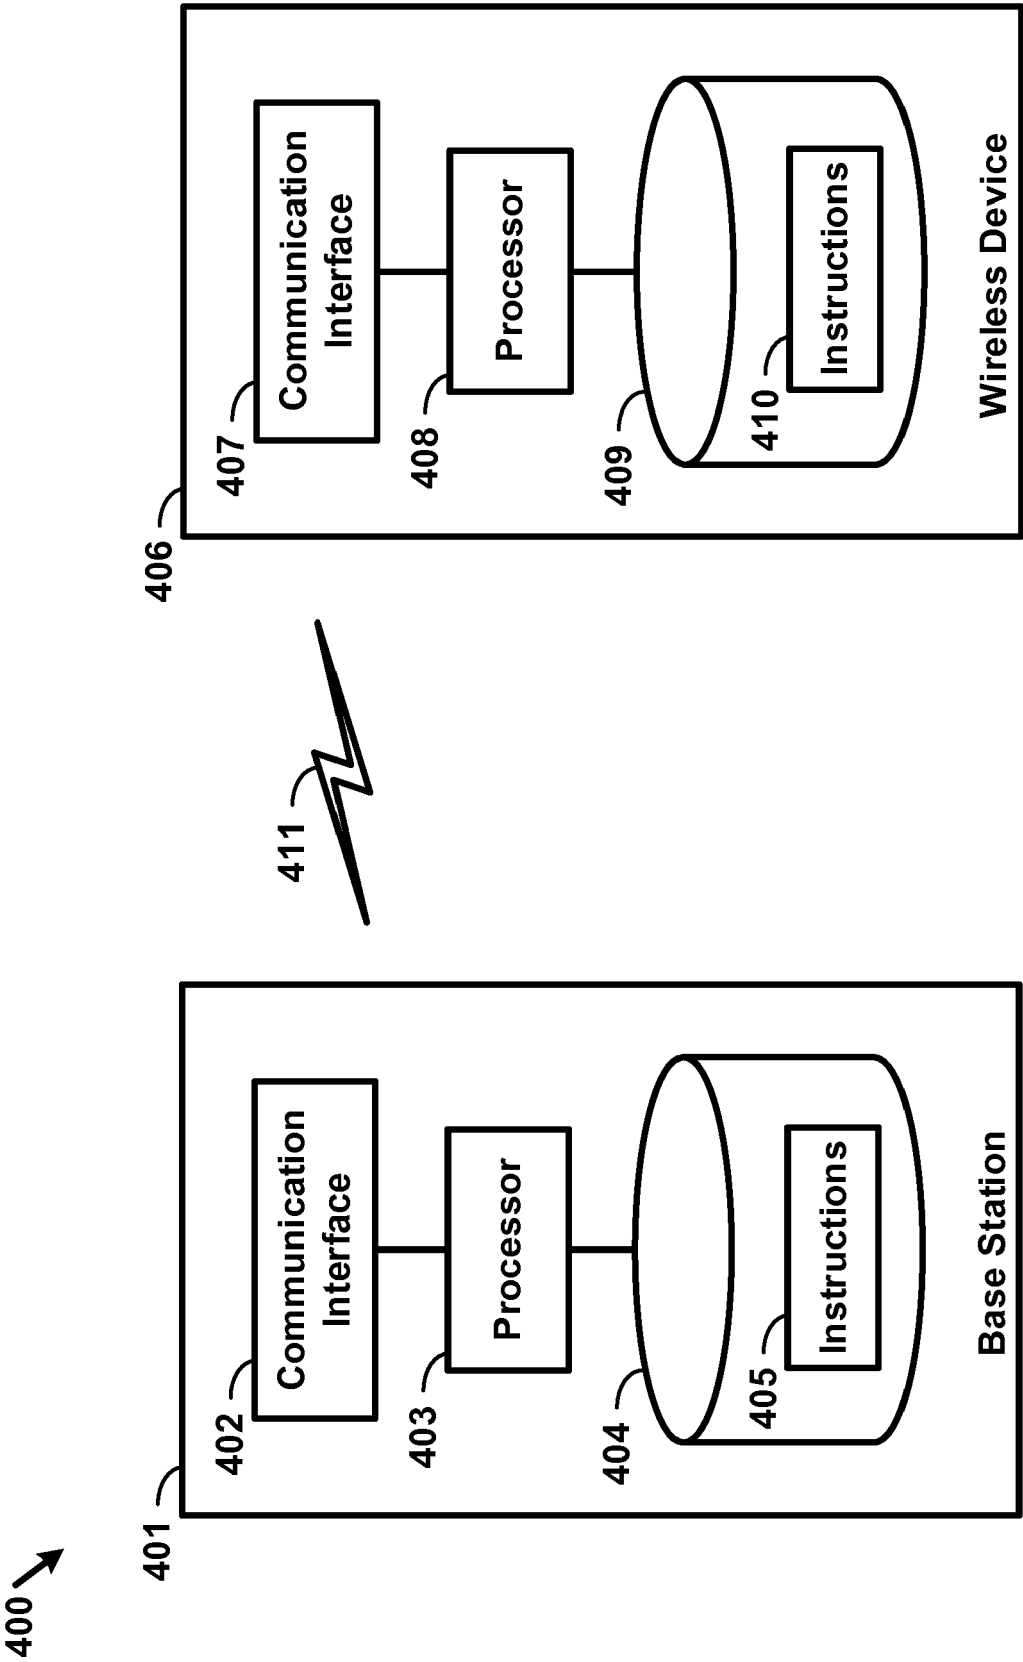 400
401
402
Communication
Interface
403
Processor
404
405
Instructions
Base Station
411
406
407
Communication
Interface
408
Processor
409
410
Instructions
Wireless Device